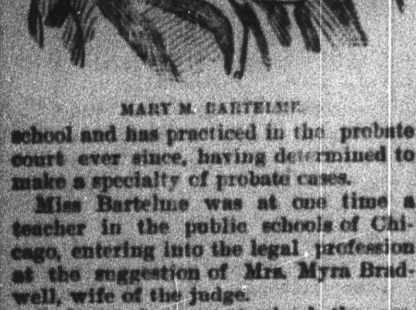 MARY M. BARTELME
school and has practiced in the probate
court ever since, having determined to
make a specialty of probate cases.
Miss Bartelme was at one time a
teacher in the public schools of Chi-
cago, entering into the legal profession
at the suggestion of Mrs. Myra Brad-
well, wife of the judge.